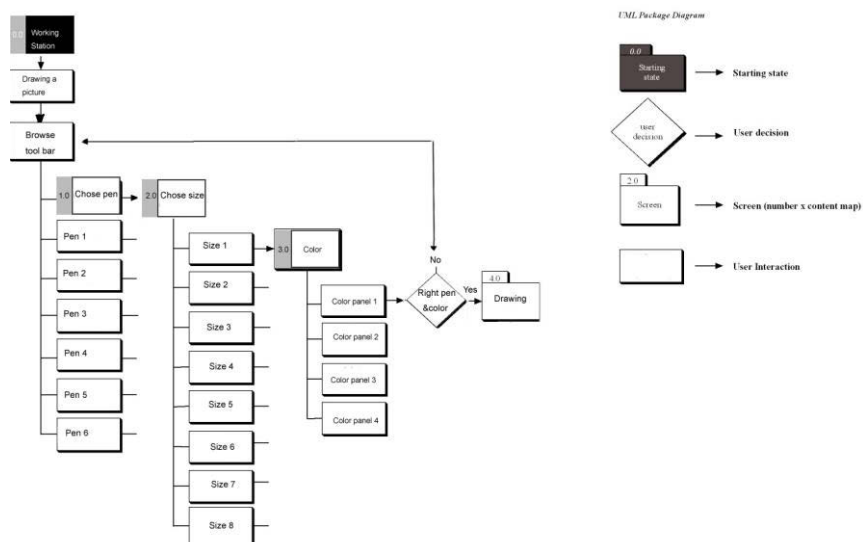 UML Package Diagram
0.0
Working
Station
Drawing a
picture
Browse
tool bar
1.0
Chose pen
2.0
Chose size
Pen 1
Pen 2
Pen 3
Pen 4
Pen 5
Pen 6
Size 1
Size 2
Size 3
Size 4
Size 5
Size 6
Size 7
Size 8
3.0
Color
Color panel 1
Color panel 2
Color panel 3
Color panel 4
No
Right pen
&color
Yes
4.0
Drawing
0.0
Starting
state
Starting state
user
decision
User decision
2.0
Screen
Screen (number x content map)
User Interaction